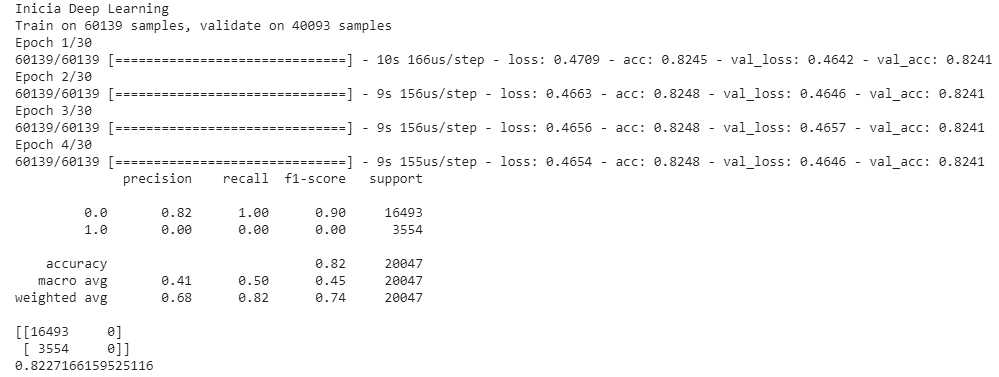 Inicia Deep Learning
Train on 60139 samples, validate on 40093 samples
Epoch 1/30
60139/60139 [==============================] - 10s 166us/step - loss: 0.4709 - acc: 0.8245 - val_loss: 0.4642 - val_acc: 0.8241
Epoch 2/30
60139/60139 [==============================] - 9s 156us/step - loss: 0.4663 - acc: 0.8248 - val_loss: 0.4646 - val_acc: 0.8241
Epoch 3/30
60139/60139 [==============================] - 9s 156us/step - loss: 0.4656 - acc: 0.8248 - val_loss: 0.4657 - val_acc: 0.8241
Epoch 4/30
60139/60139 [==============================] - 9s 155us/step - loss: 0.4654 - acc: 0.8248 - val_loss: 0.4646 - val_acc: 0.8241
              precision    recall  f1-score   support

         0.0       0.82      1.00      0.90     16493
         1.0       0.00      0.00      0.00      3554

    accuracy                           0.82     20047
   macro avg       0.41      0.50      0.45     20047
weighted avg       0.68      0.82      0.74     20047

[[16493     0]
 [ 3554     0]]
0.8227166159525116